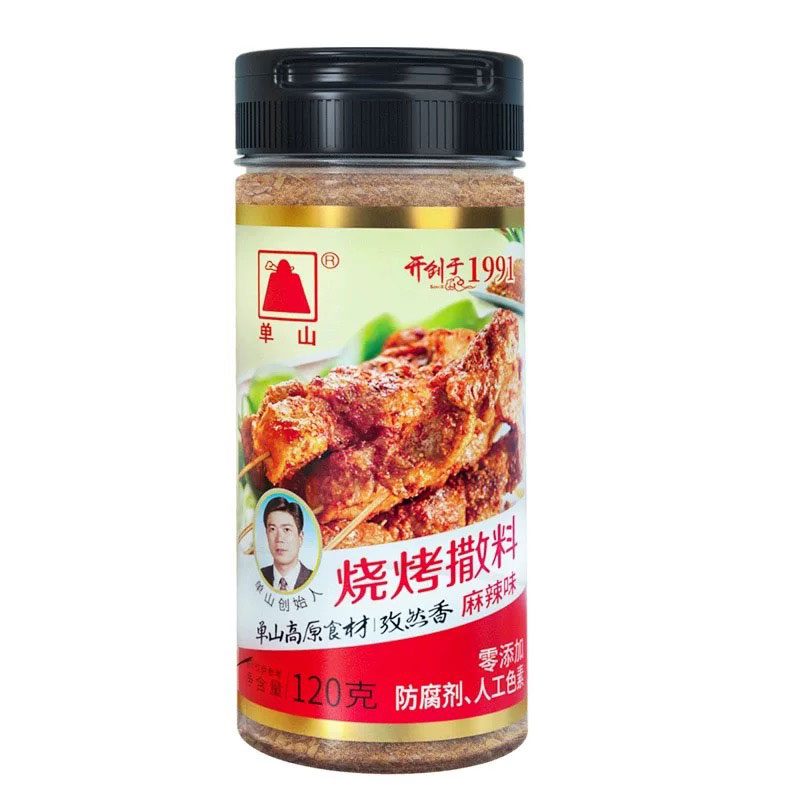 ®
单山
开创于1991
烧烤撒料
麻辣味
单山创始人
单山高原食材|孜然香
零添加
防腐剂、人工色素
净含量
120克